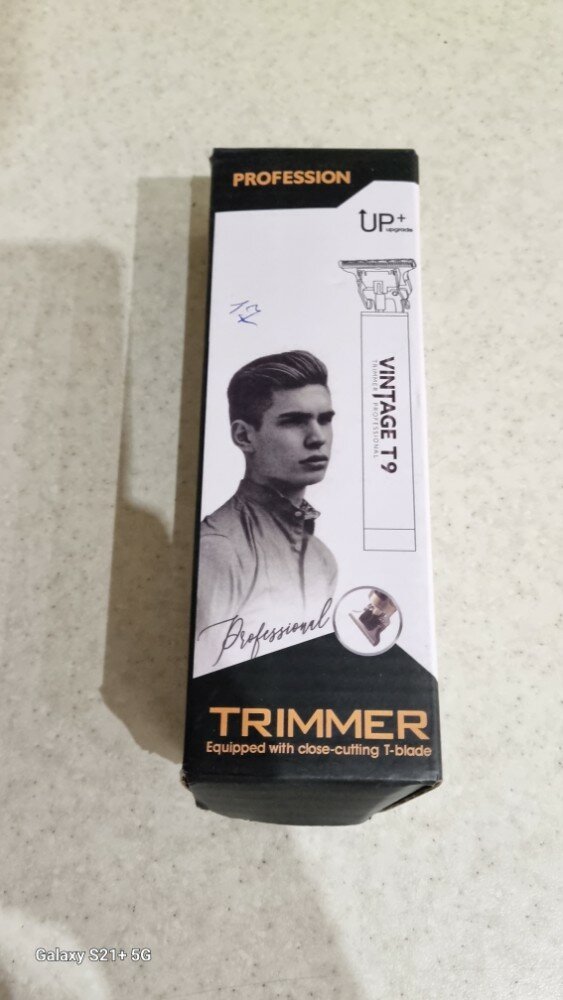 PROFESSION
UP+
upgrade
VINTAGE T9
TRIMMER PROFESSIONAL
Professional
TRIMMER
Equipped with close-cutting T-blade
Galaxy S21+ 5G